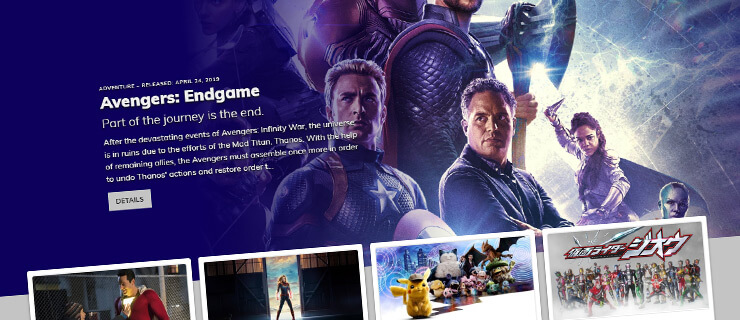 ADVENTURE - RELEASED: APRIL 24, 2019
Avengers: Endgame
Part of the journey is the end.
After the devastating events of Avengers: Infinity War, the universe
is in ruins due to the efforts of the Mad Titan, Thanos. With the help
of remaining allies, the Avengers must assemble once more in order
to undo Thanos' actions and restore order t...
DETAILS
仮面ライダー
ジオウ